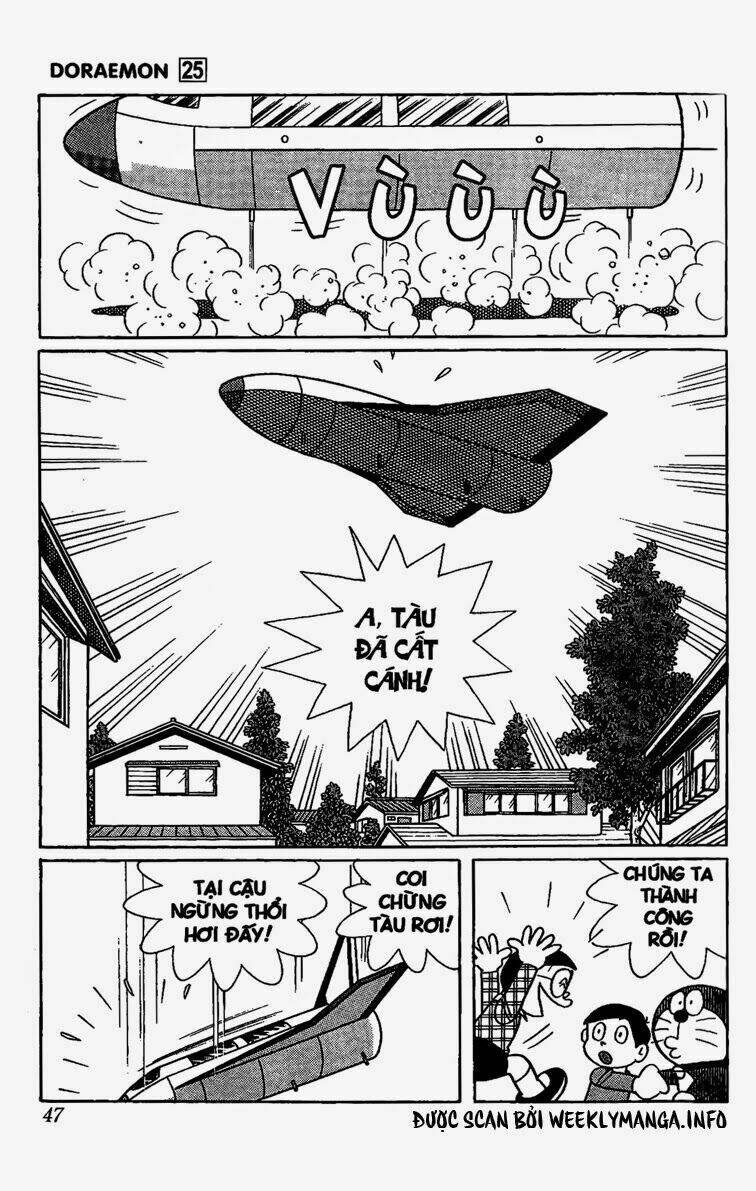 DORAEMON 25
VÙÙÙ
A, TÀU
ĐÃ CẤT
CÁNH!
CHÚNG TA
THÀNH
CÔNG
RỒI!
COI
CHỪNG
TÀU RƠI!
TẠI CẬU
NGỪNG THỔI
HƠI ĐẤY!
47
ĐƯỢC SCAN BỞI WEEKLYMANGA.INFO